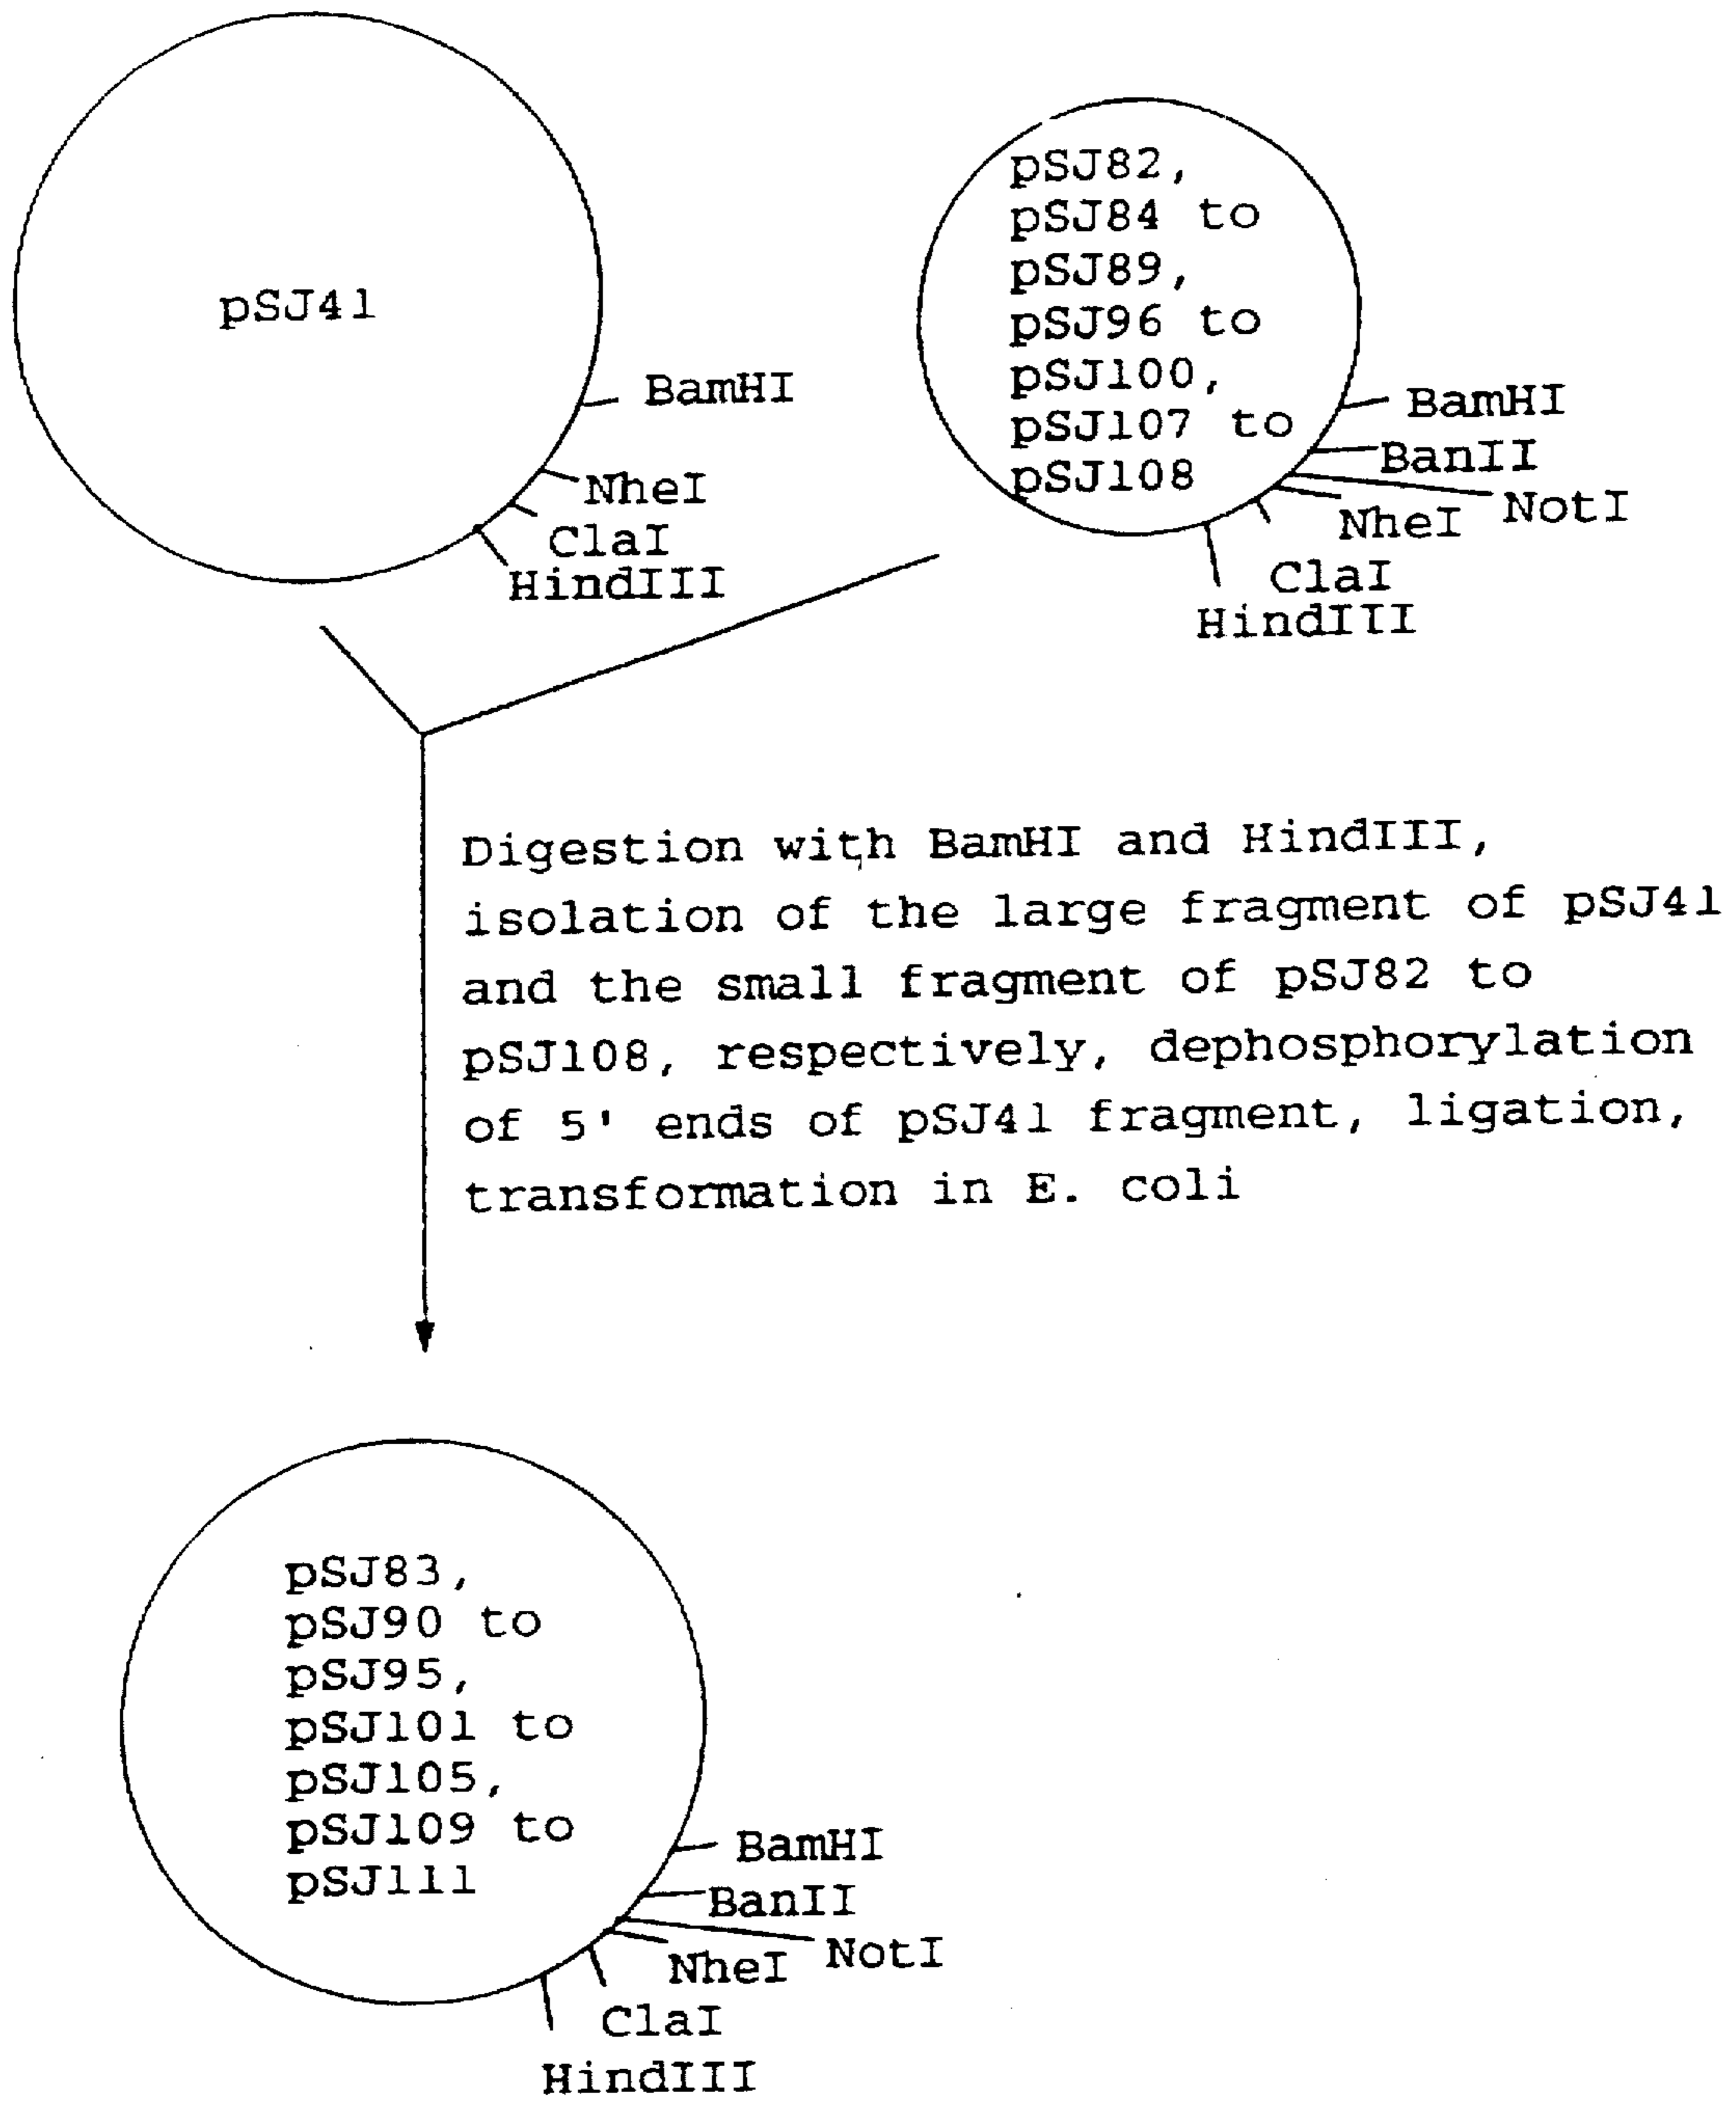 pSJ41
BamHI
NheI
ClaI
HindIII
pSJ82,
pSJ84 to
pSJ89,
pSJ96 to
pSJ100,
pSJ107 to
pSJ108
BamHI
BanII
NotI
NheI
ClaI
HindIII
Digestion with BamHI and HindIII,
isolation of the large fragment of pSJ41
and the small fragment of pSJ82 to
pSJ108, respectively, dephosphorylation
of 5' ends of pSJ41 fragment, ligation,
transformation in E. coli
pSJ83,
pSJ90 to
pSJ95,
pSJ101 to
pSJ105,
pSJ109 to
pSJ111
BamHI
BanII
NotI
NheI
ClaI
HindIII